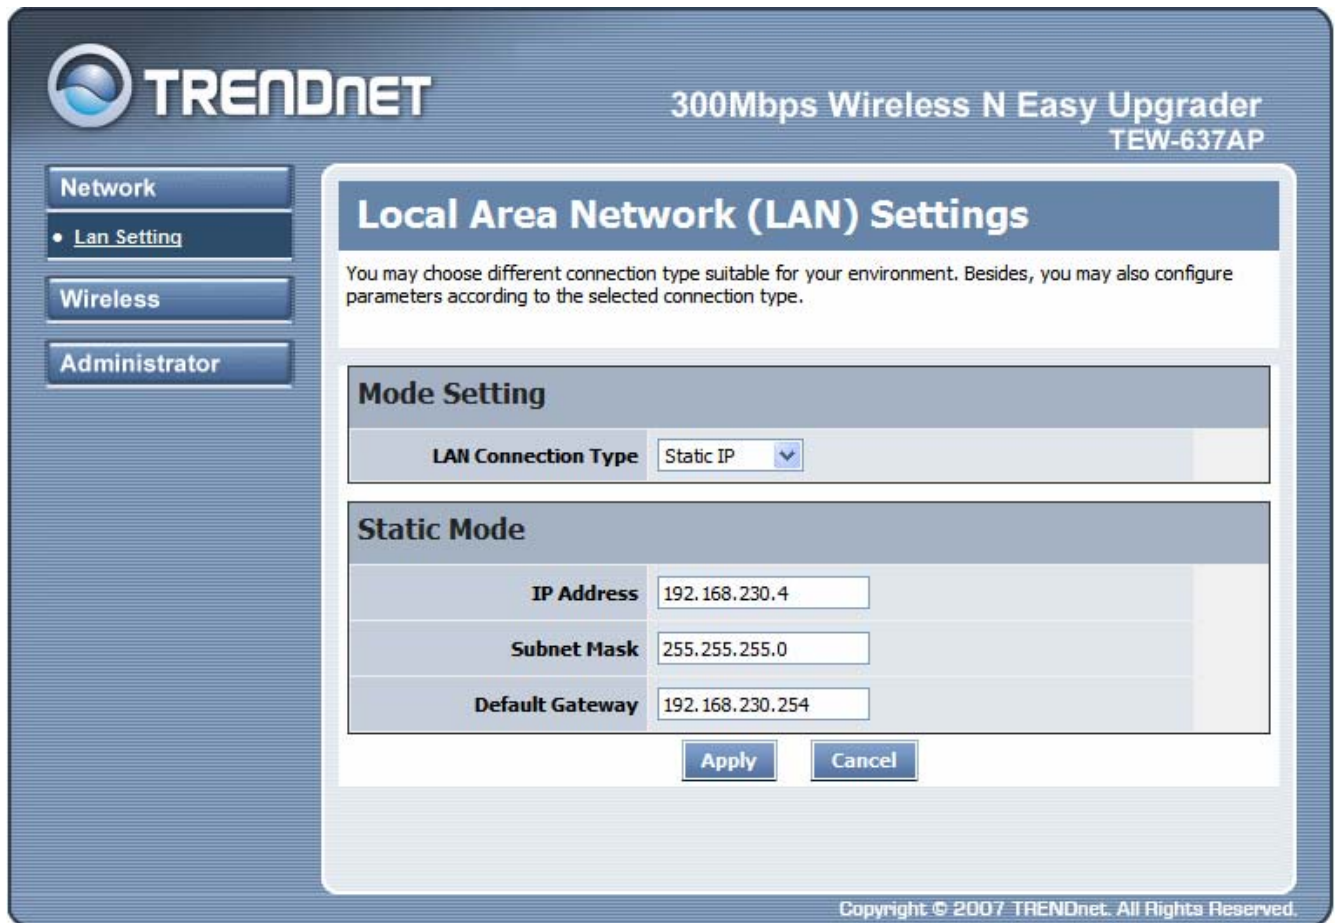 TRENDNET
300Mbps Wireless N Easy Upgrader
TEW-637AP
Network
• Lan Setting
Wireless
Administrator
Local Area Network (LAN) Settings
You may choose different connection type suitable for your environment. Besides, you may also configure
parameters according to the selected connection type.
Mode Setting
LAN Connection Type Static IP
Static Mode
IP Address 192.168.230.4
Subnet Mask 255.255.255.0
Default Gateway 192.168.230.254
Apply Cancel
Copyright © 2007 TRENDnet. All Rights Reserved.